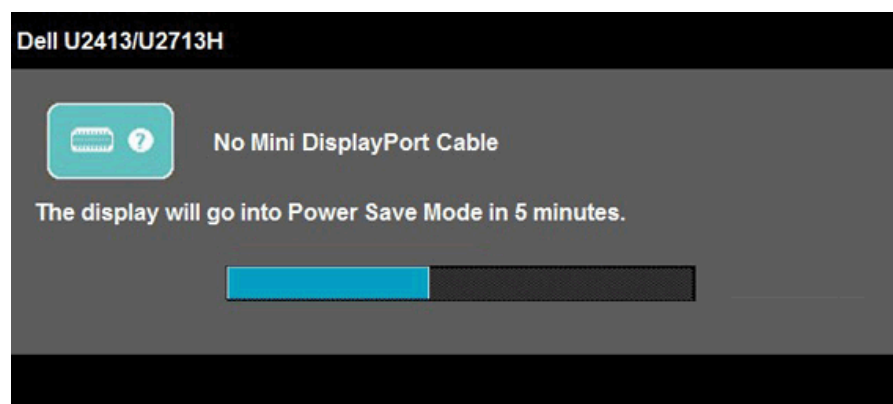 Dell U2413/U2713H
No Mini DisplayPort Cable
The display will go into Power Save Mode in 5 minutes.